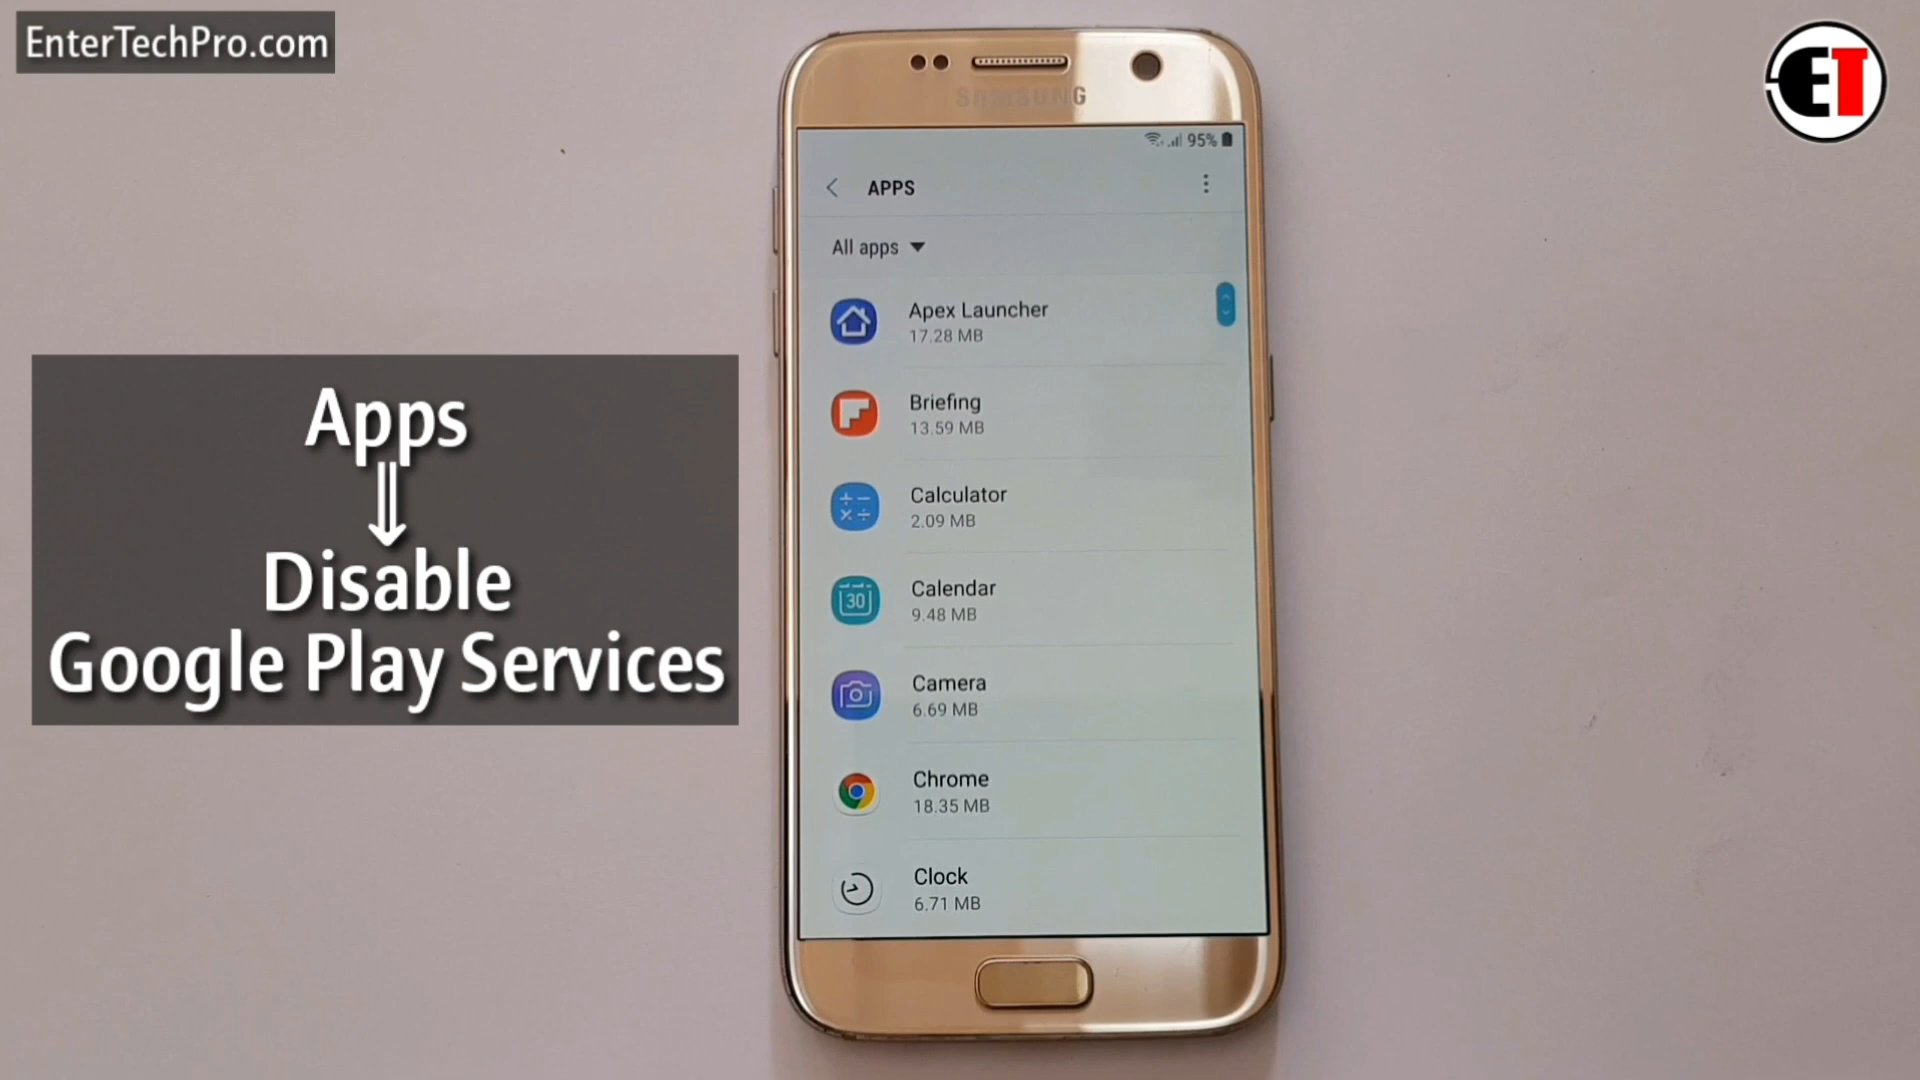 EnterTechPro.com
ET
SAMSUNG
95%
APPS
All apps
Apex Launcher
17.28 MB
Briefing
13.59 MB
Calculator
2.09 MB
Calendar
30
9.48 MB
Camera
6.69 MB
Chrome
18.35 MB
Clock
6.71 MB
Apps
⇓
Disable
Google Play Services